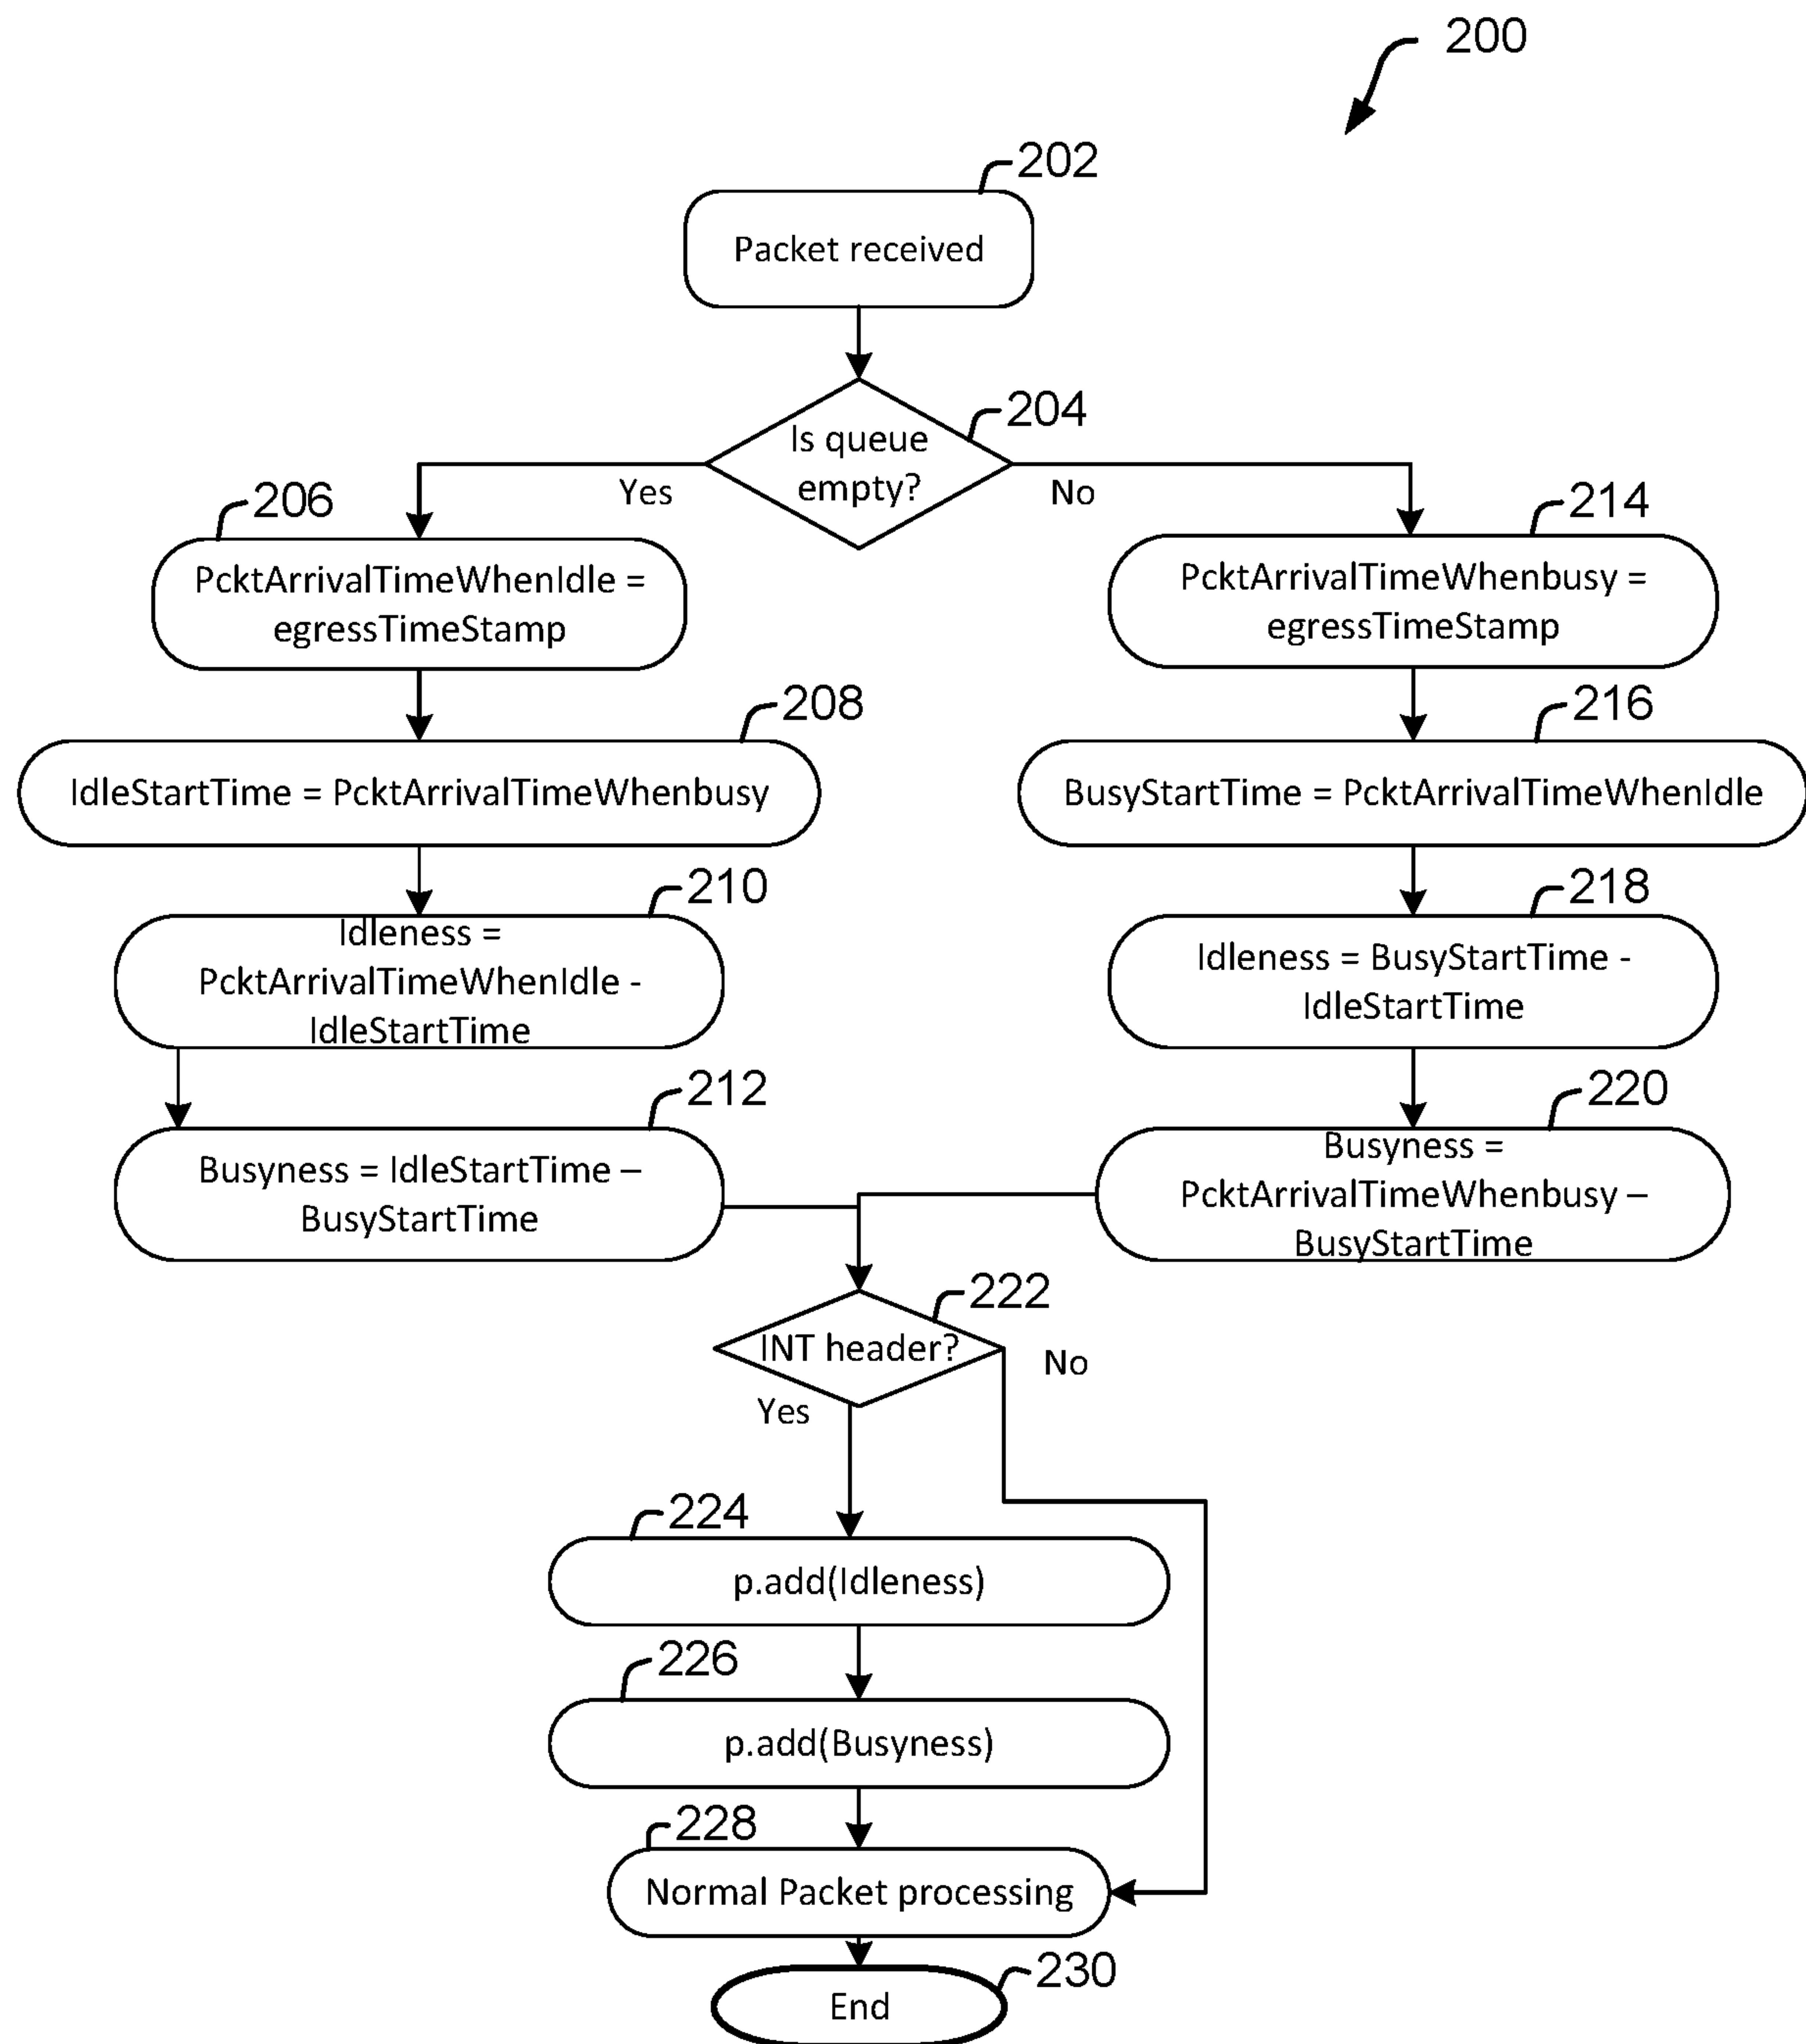 200
202
Packet received
204
Is queue
empty?
Yes
No
206
PcktArrivalTimeWhenIdle =
egressTimeStamp
214
PcktArrivalTimeWhenbusy =
egressTimeStamp
208
IdleStartTime = PcktArrivalTimeWhenbusy
216
BusyStartTime = PcktArrivalTimeWhenIdle
210
Idleness =
PcktArrivalTimeWhenIdle -
IdleStartTime
218
Idleness = BusyStartTime -
IdleStartTime
212
Busyness = IdleStartTime –
BusyStartTime
220
Busyness =
PcktArrivalTimeWhenbusy –
BusyStartTime
222
INT header?
No
Yes
224
p.add(Idleness)
226
p.add(Busyness)
228
Normal Packet processing
230
End